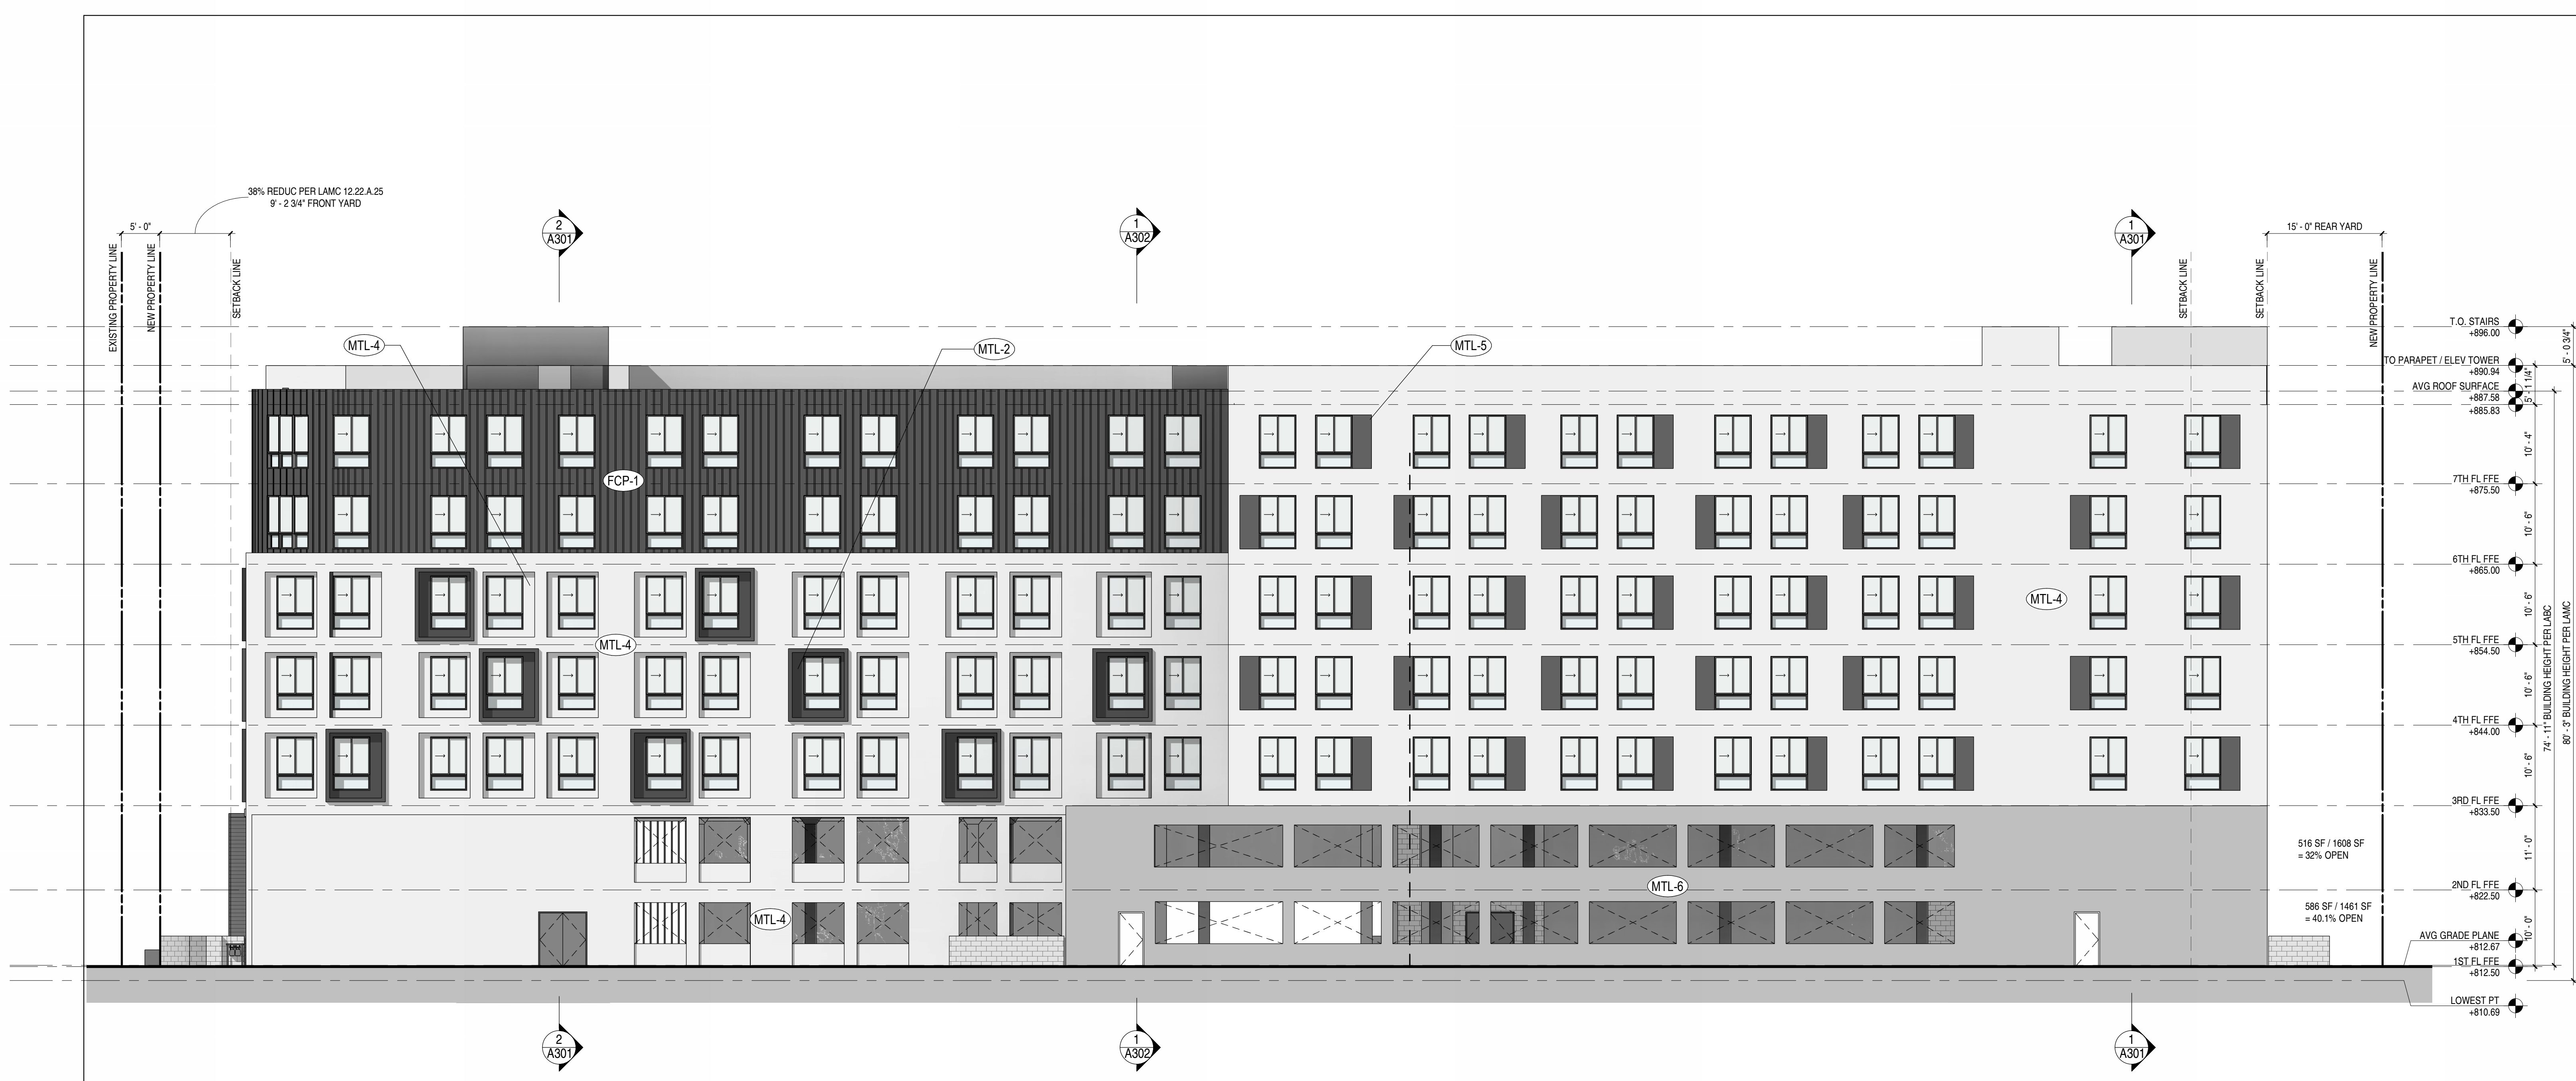 38% REDUC PER LAMC 12.22.A.25
9' - 2 3/4" FRONT YARD
5' - 0"
EXISTING PROPERTY LINE
NEW PROPERTY LINE
SETBACK LINE
2
A301
1
A302
1
A301
15' - 0" REAR YARD
SETBACK LINE
SETBACK LINE
NEW PROPERTY LINE
MTL-4
MTL-2
MTL-5
FCP-1
MTL-4
MTL-4
MTL-4
MTL-6
T.O. STAIRS
+896.00
TO PARAPET / ELEV TOWER
+890.94
AVG ROOF SURFACE
+887.58
+885.83
7TH FL FFE
+875.50
6TH FL FFE
+865.00
5TH FL FFE
+854.50
4TH FL FFE
+844.00
3RD FL FFE
+833.50
2ND FL FFE
+822.50
AVG GRADE PLANE
+812.67
1ST FL FFE
+812.50
LOWEST PT
+810.69
516 SF / 1608 SF
= 32% OPEN
586 SF / 1461 SF
= 40.1% OPEN
5' - 0 3/4"
5' - 1 1/4"
10' - 4"
10' - 6"
10' - 6"
10' - 6"
10' - 6"
11' - 0"
10' - 0"
74' - 11" BUILDING HEIGHT PER LABC
80' - 3" BUILDING HEIGHT PER LAMC
2
A301
1
A302
1
A301